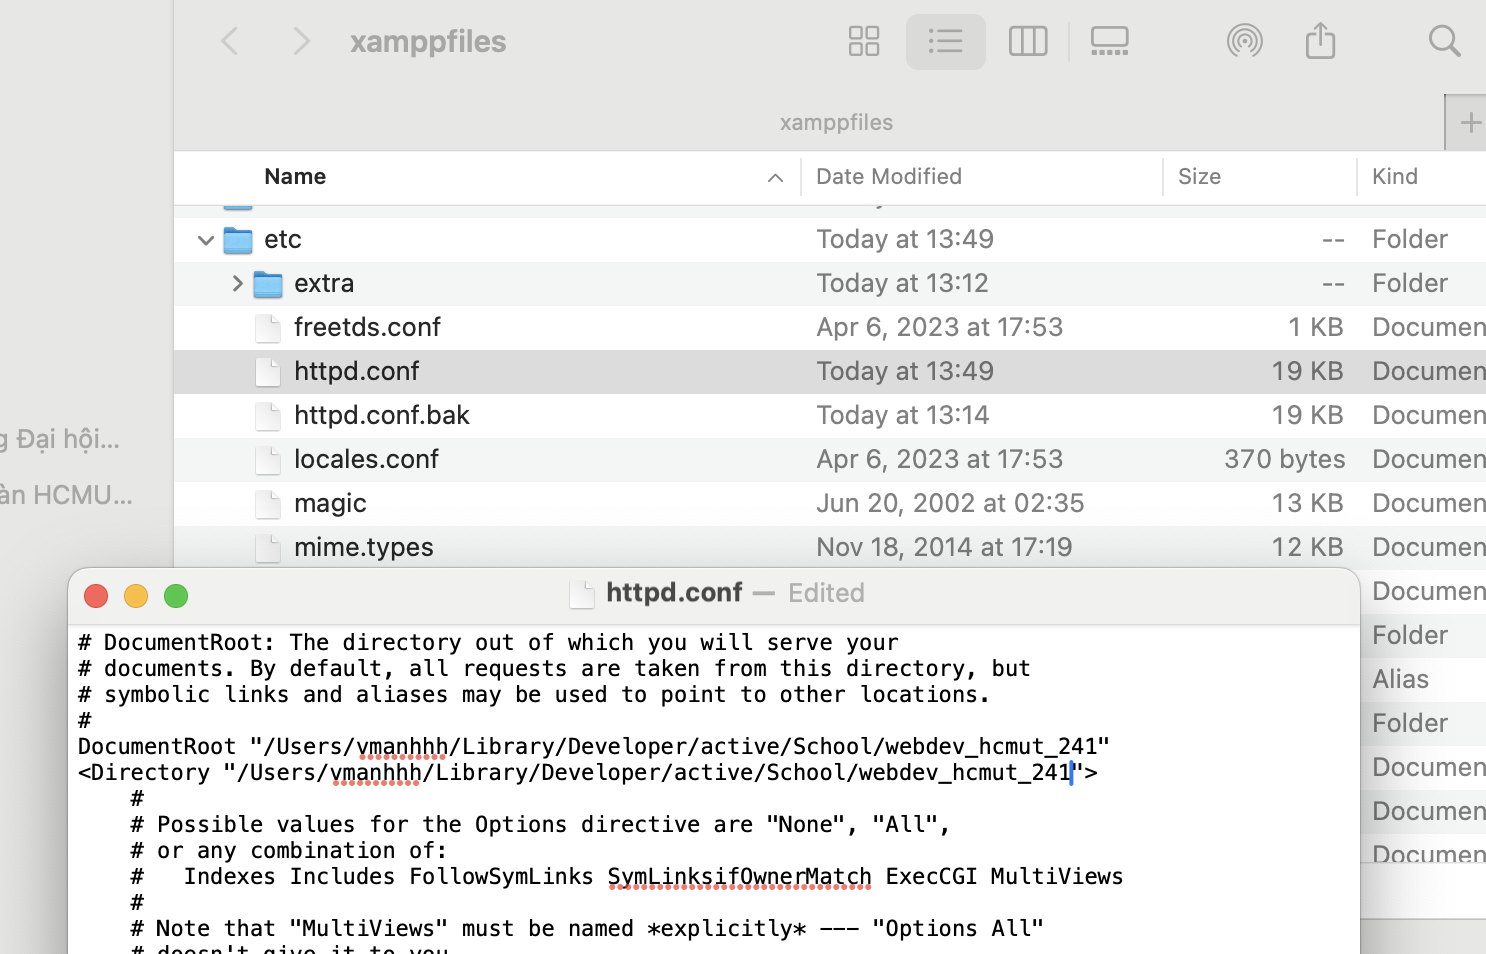 xamppfiles
xamppfiles
Name Date Modified Size Kind
etc Today at 13:49 -- Folder
extra Today at 13:12 -- Folder
freetds.conf Apr 6, 2023 at 17:53 1 KB Documen
httpd.conf Today at 13:49 19 KB Documen
httpd.conf.bak Today at 13:14 19 KB Documen
g Đại hội...
locales.conf Apr 6, 2023 at 17:53 370 bytes Documen
àn HCMU...
magic Jun 20, 2002 at 02:35 13 KB Documen
mime.types Nov 18, 2014 at 17:19 12 KB Documen
Documen
Folder
Alias
Folder
Documen
Documen
Documen
httpd.conf — Edited
# DocumentRoot: The directory out of which you will serve your
# documents. By default, all requests are taken from this directory, but
# symbolic links and aliases may be used to point to other locations.
#
DocumentRoot "/Users/vmanhhh/Library/Developer/active/School/webdev_hcmut_241"
<Directory "/Users/vmanhhh/Library/Developer/active/School/webdev_hcmut_241">
#
# Possible values for the Options directive are "None", "All",
# or any combination of:
# Indexes Includes FollowSymLinks SymLinksifOwnerMatch ExecCGI MultiViews
#
# Note that "MultiViews" must be named *explicitly* --- "Options All"
# doesn't give it to you